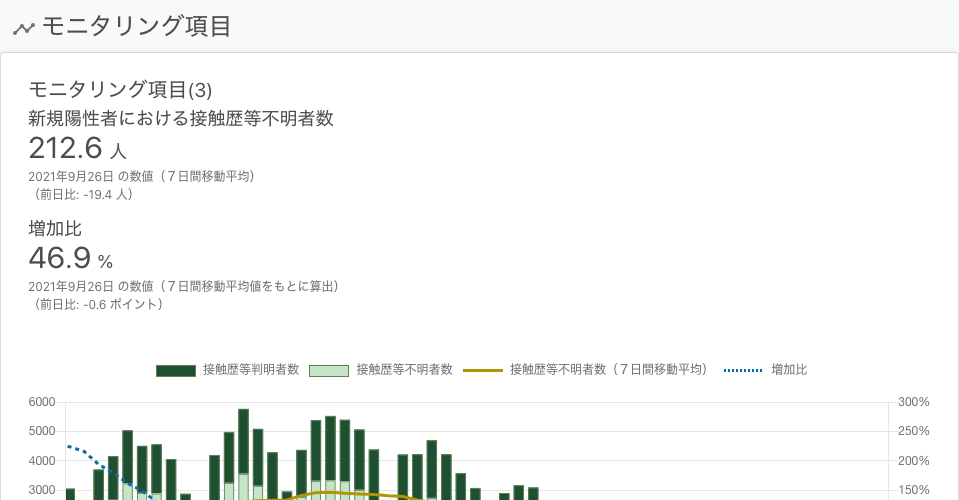 モニタリング項目
モニタリング項目(3)
新規陽性者における接触歴等不明者数
212.6 人
2021年9月26日 の数値（７日間移動平均）
（前日比: -19.4 人）
増加比
46.9 %
2021年9月26日 の数値（７日間移動平均値をもとに算出）
（前日比: -0.6 ポイント）
接触歴等判明者数 接触歴等不明者数 接触歴等不明者数（７日間移動平均） 増加比
6000 300%
5000 250%
4000 200%
3000 150%